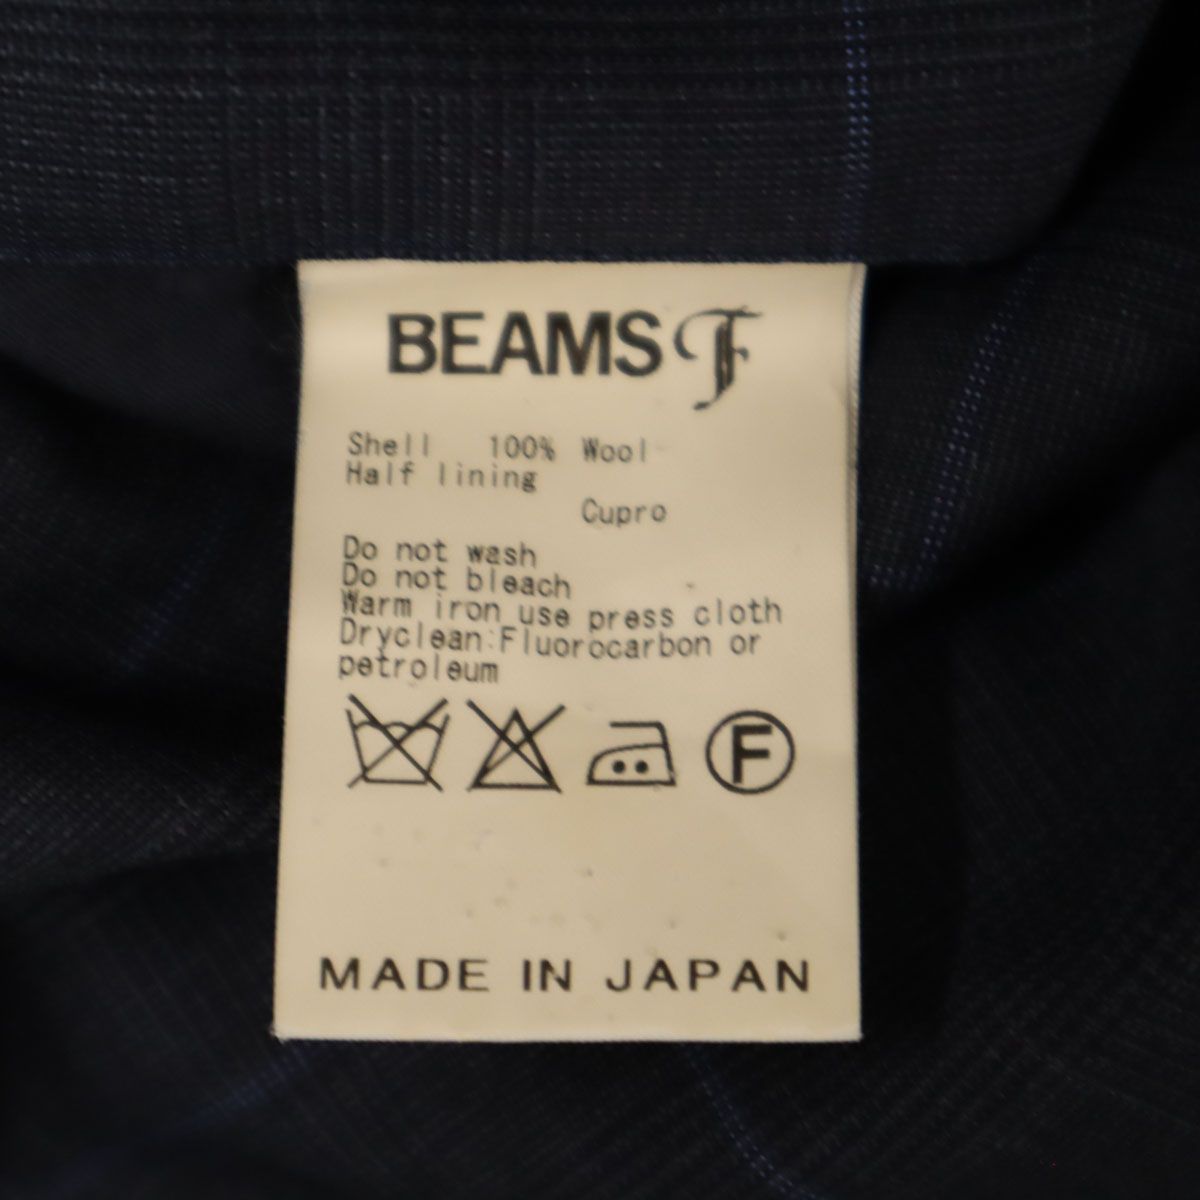 BEAMS F
Shell 100% Wool
Half lining
Cupro
Do not wash
Do not bleach
Warm iron use press cloth
Dryclean:Fluorocarbon or
petroleum
F
MADE IN JAPAN